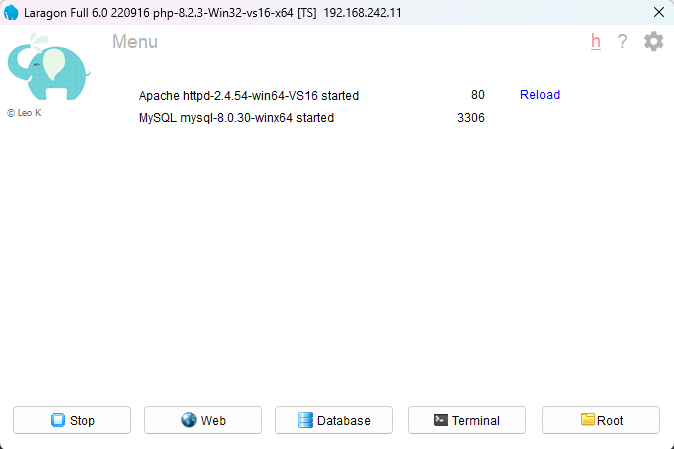 Laragon Full 6.0 220916 php-8.2.3-Win32-vs16-x64 [TS] 192.168.242.11
Menu h ?
Apache httpd-2.4.54-win64-VS16 started 80 Reload
MySQL mysql-8.0.30-winx64 started 3306
© Leo K
Stop Web Database Terminal Root